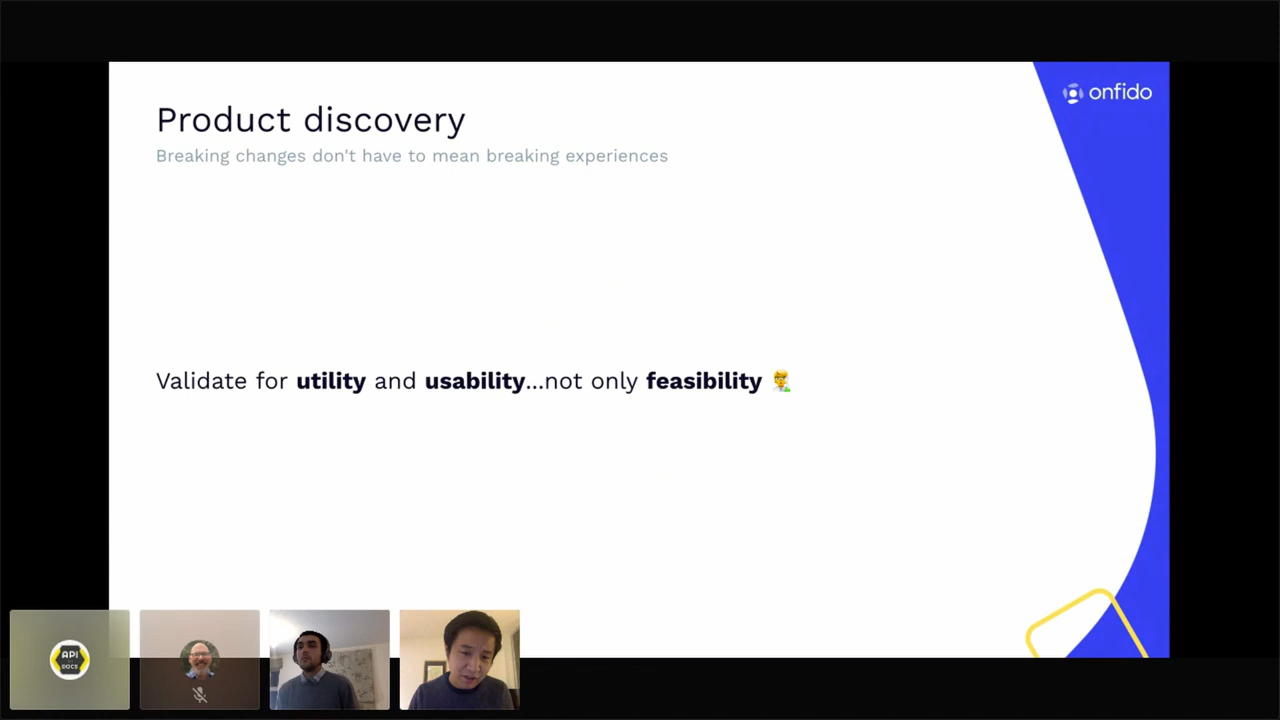 onfido
Product discovery
Breaking changes don't have to mean breaking experiences
Validate for utility and usability...not only feasibility 👨‍🔬
API
DOCS